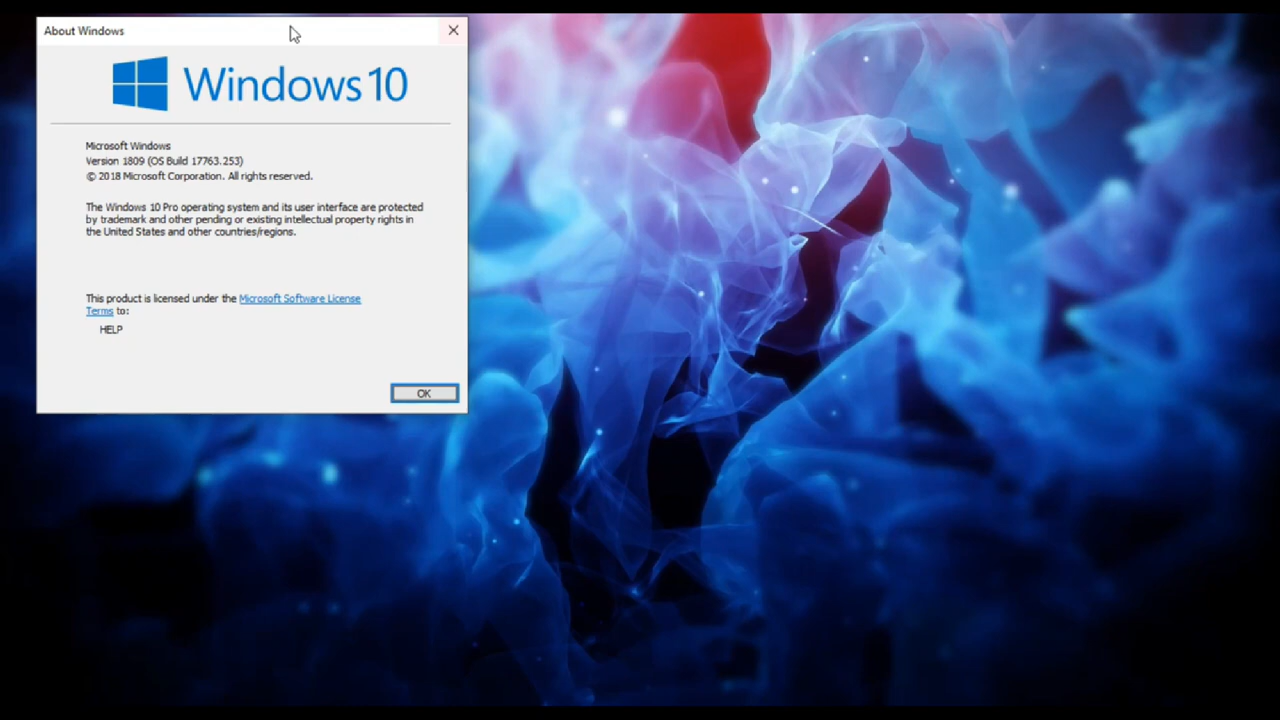 About Windows
Windows 10
Microsoft Windows
Version 1809 (OS Build 17763.253)
© 2018 Microsoft Corporation. All rights reserved.
The Windows 10 Pro operating system and its user interface are protected
by trademark and other pending or existing intellectual property rights in
the United States and other countries/regions.
This product is licensed under the Microsoft Software License
Terms to:
HELP
OK